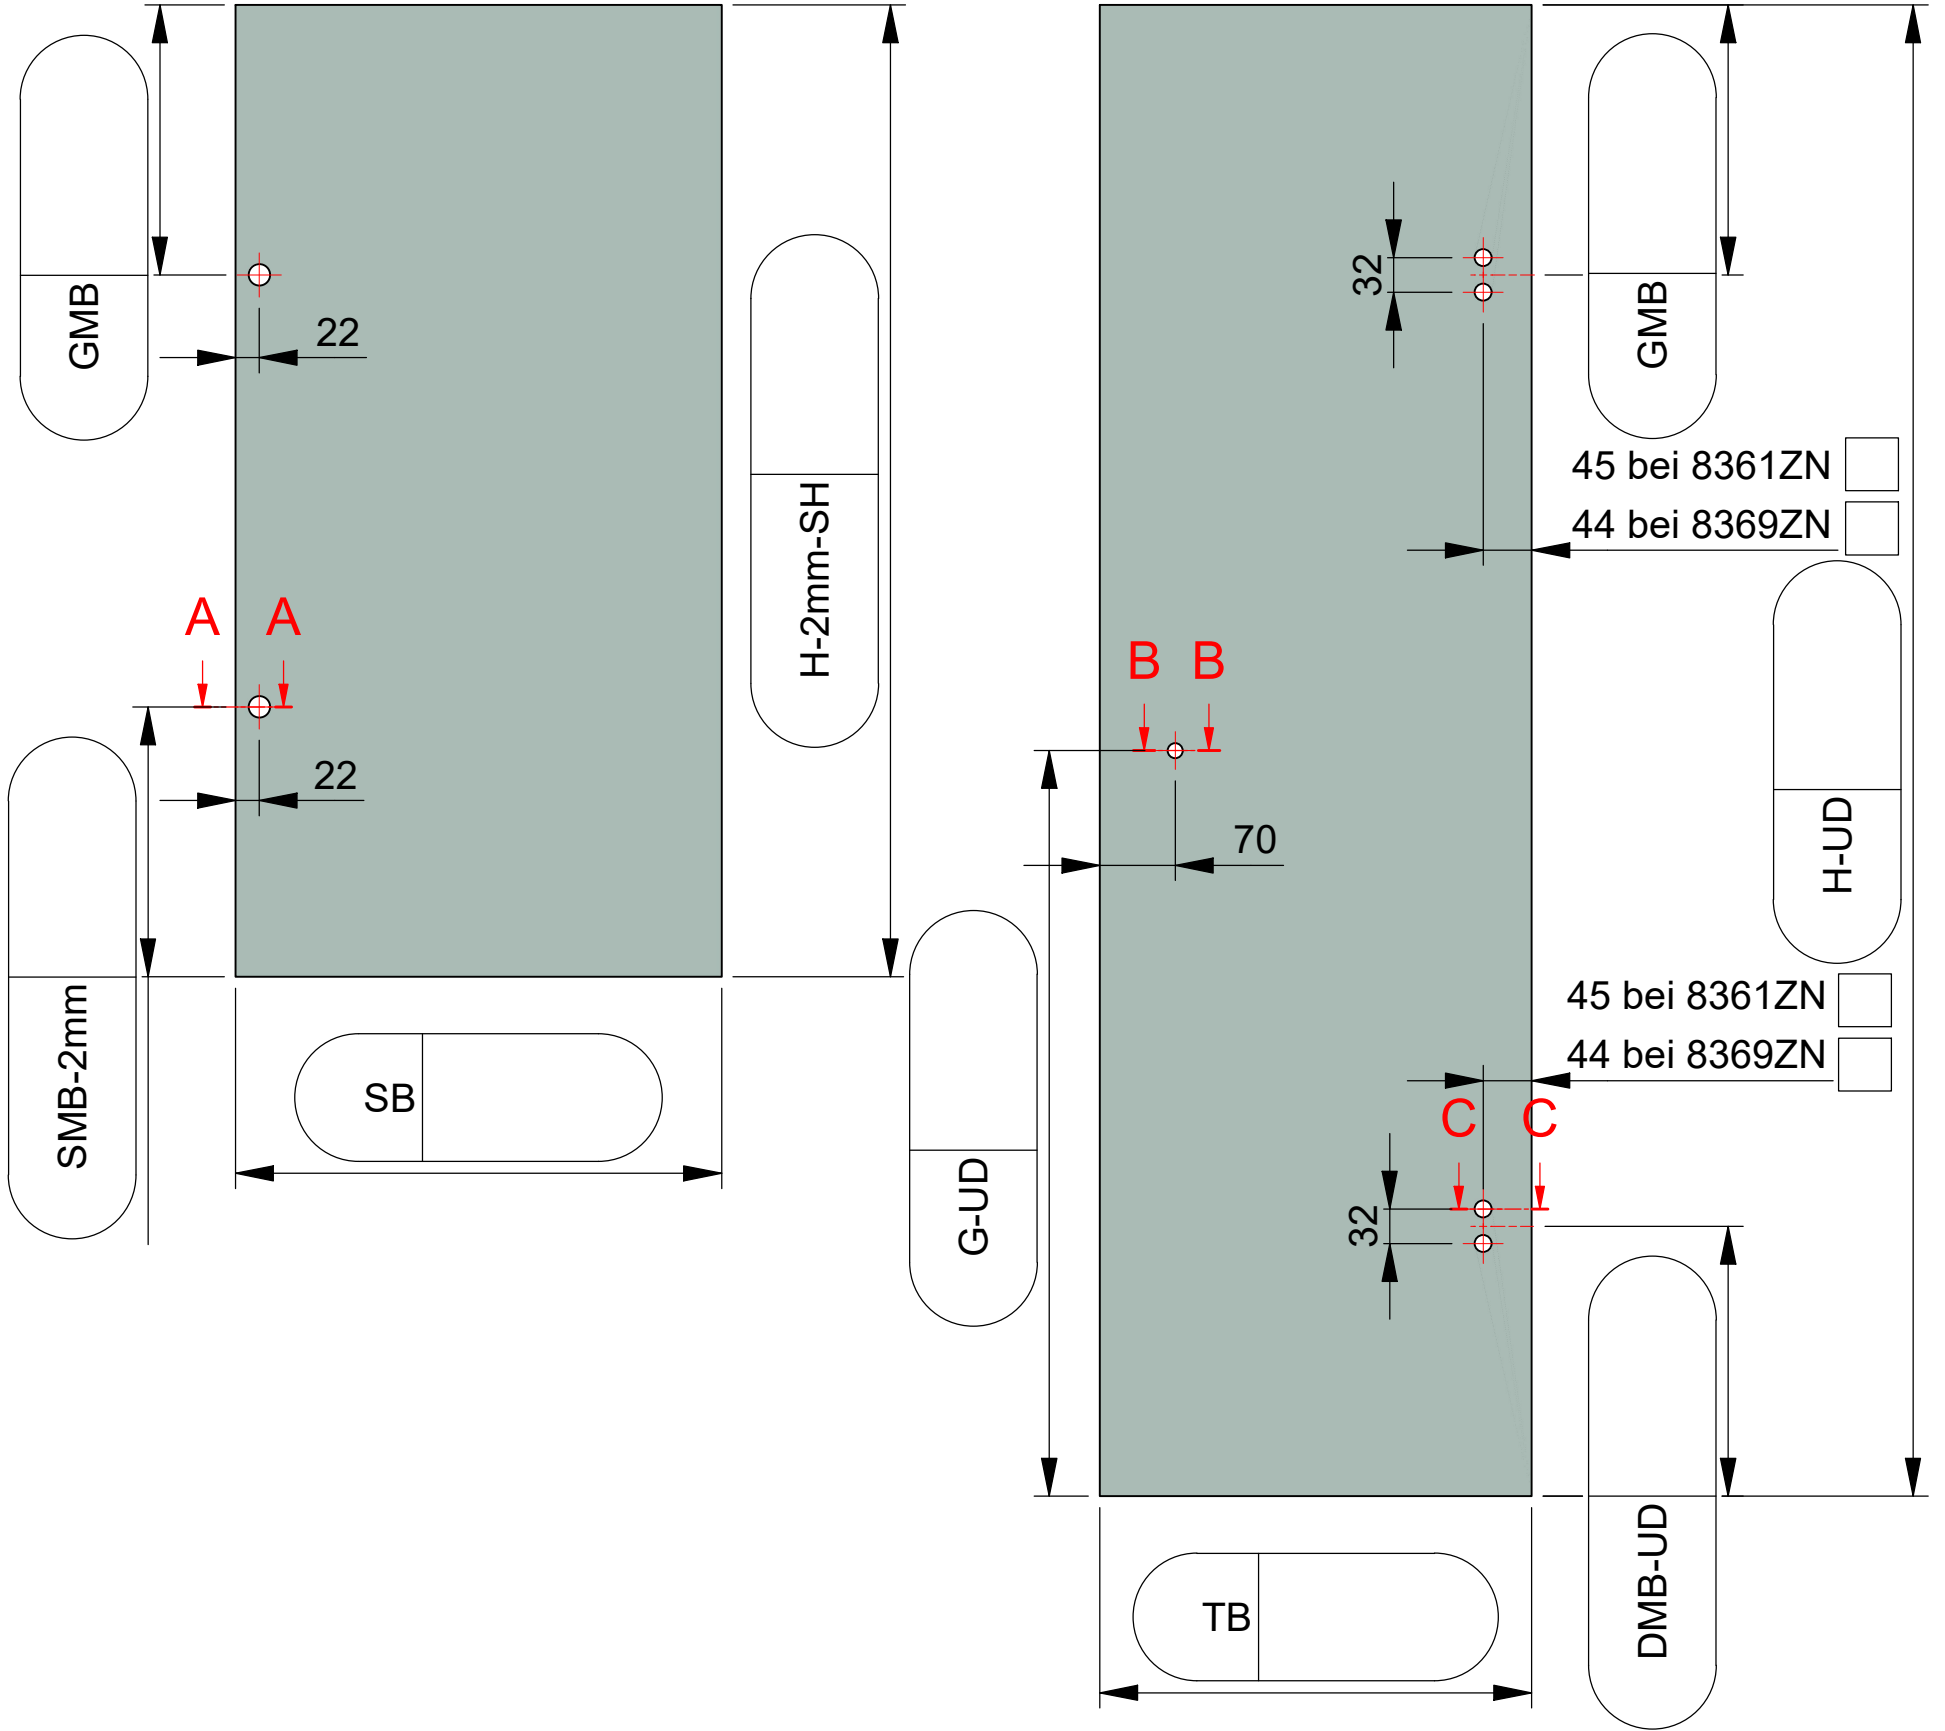 GMB
22
A A
22
SMB-2mm
SB
H-2mm-SH
32
GMB
45 bei 8361ZN
44 bei 8369ZN
B B
70
G-UD
H-UD
45 bei 8361ZN
44 bei 8369ZN
C C
32
DMB-UD
TB